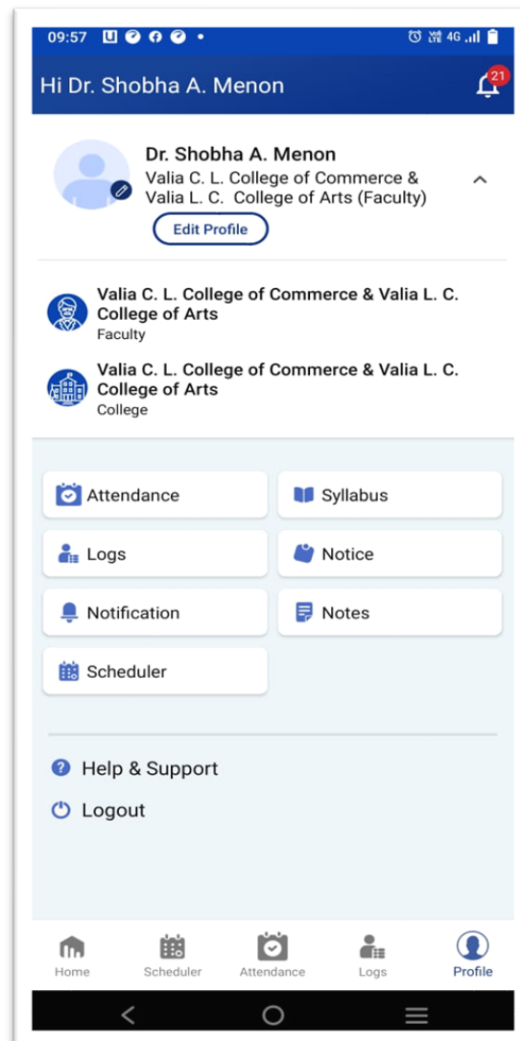 09:57
4G
Hi Dr. Shobha A. Menon
21
Dr. Shobha A. Menon
Valia C. L. College of Commerce &
Valia L. C. College of Arts (Faculty)
Edit Profile
Valia C. L. College of Commerce & Valia L. C.
College of Arts
Faculty
Valia C. L. College of Commerce & Valia L. C.
College of Arts
College
Attendance
Syllabus
Logs
Notice
Notification
Notes
Scheduler
Help & Support
Logout
Home
Scheduler
Attendance
Logs
Profile